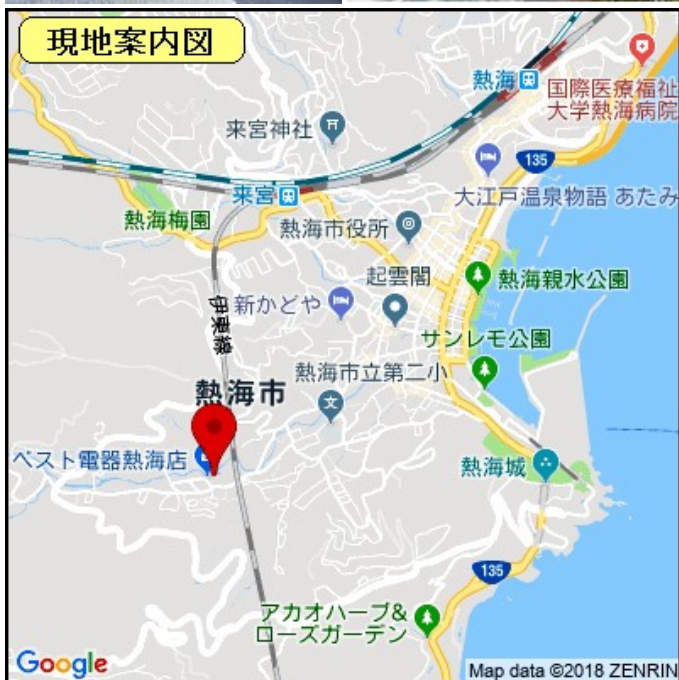 現地案内図
熱海
国際医療福祉
大学熱海病院
来宮神社
135
来宮
大江戸温泉物語 あたみ
熱海梅園
熱海市役所
起雲閣
熱海親水公園
新かどや
伊東線
サンレモ公園
熱海市立第二小
熱海市
文
ベスト電器熱海店
熱海城
135
アカオハーブ&
ローズガーデン
Google
Map data ©2018 ZENRIN